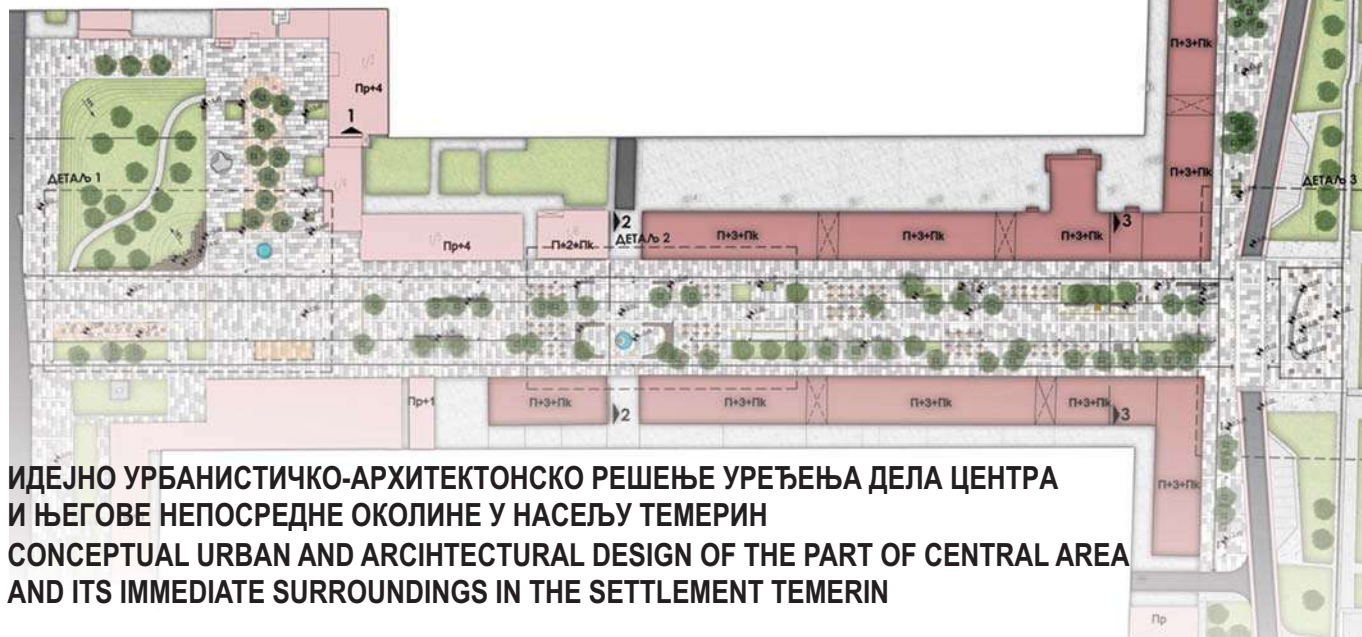 П+3+Пк
Пр+4
1
П+3+Пк
ДЕТАЉ 1
ДЕТАЉ 3
2
3
Пр+4
П+2+Пк
ДЕТАЉ 2
П+3+Пк
П+3+Пк
П+3+Пк
Пр+1
П+3+Пк
2
П+3+Пк
П+3+Пк
П+3+Пк
3
ИДЕЈНО УРБАНИСТИЧКО-АРХИТЕКТОНСКО РЕШЕЊЕ УРЕЂЕЊА ДЕЛА ЦЕНТРА
И ЊЕГОВЕ НЕПОСРЕДНЕ ОКОЛИНЕ У НАСЕЉУ ТЕМЕРИН
П+3+Пк
CONCEPTUAL URBAN AND ARCIHTECTURAL DESIGN OF THE PART OF CENTRAL AREA
AND ITS IMMEDIATE SURROUNDINGS IN THE SETTLEMENT TEMERIN
Пр